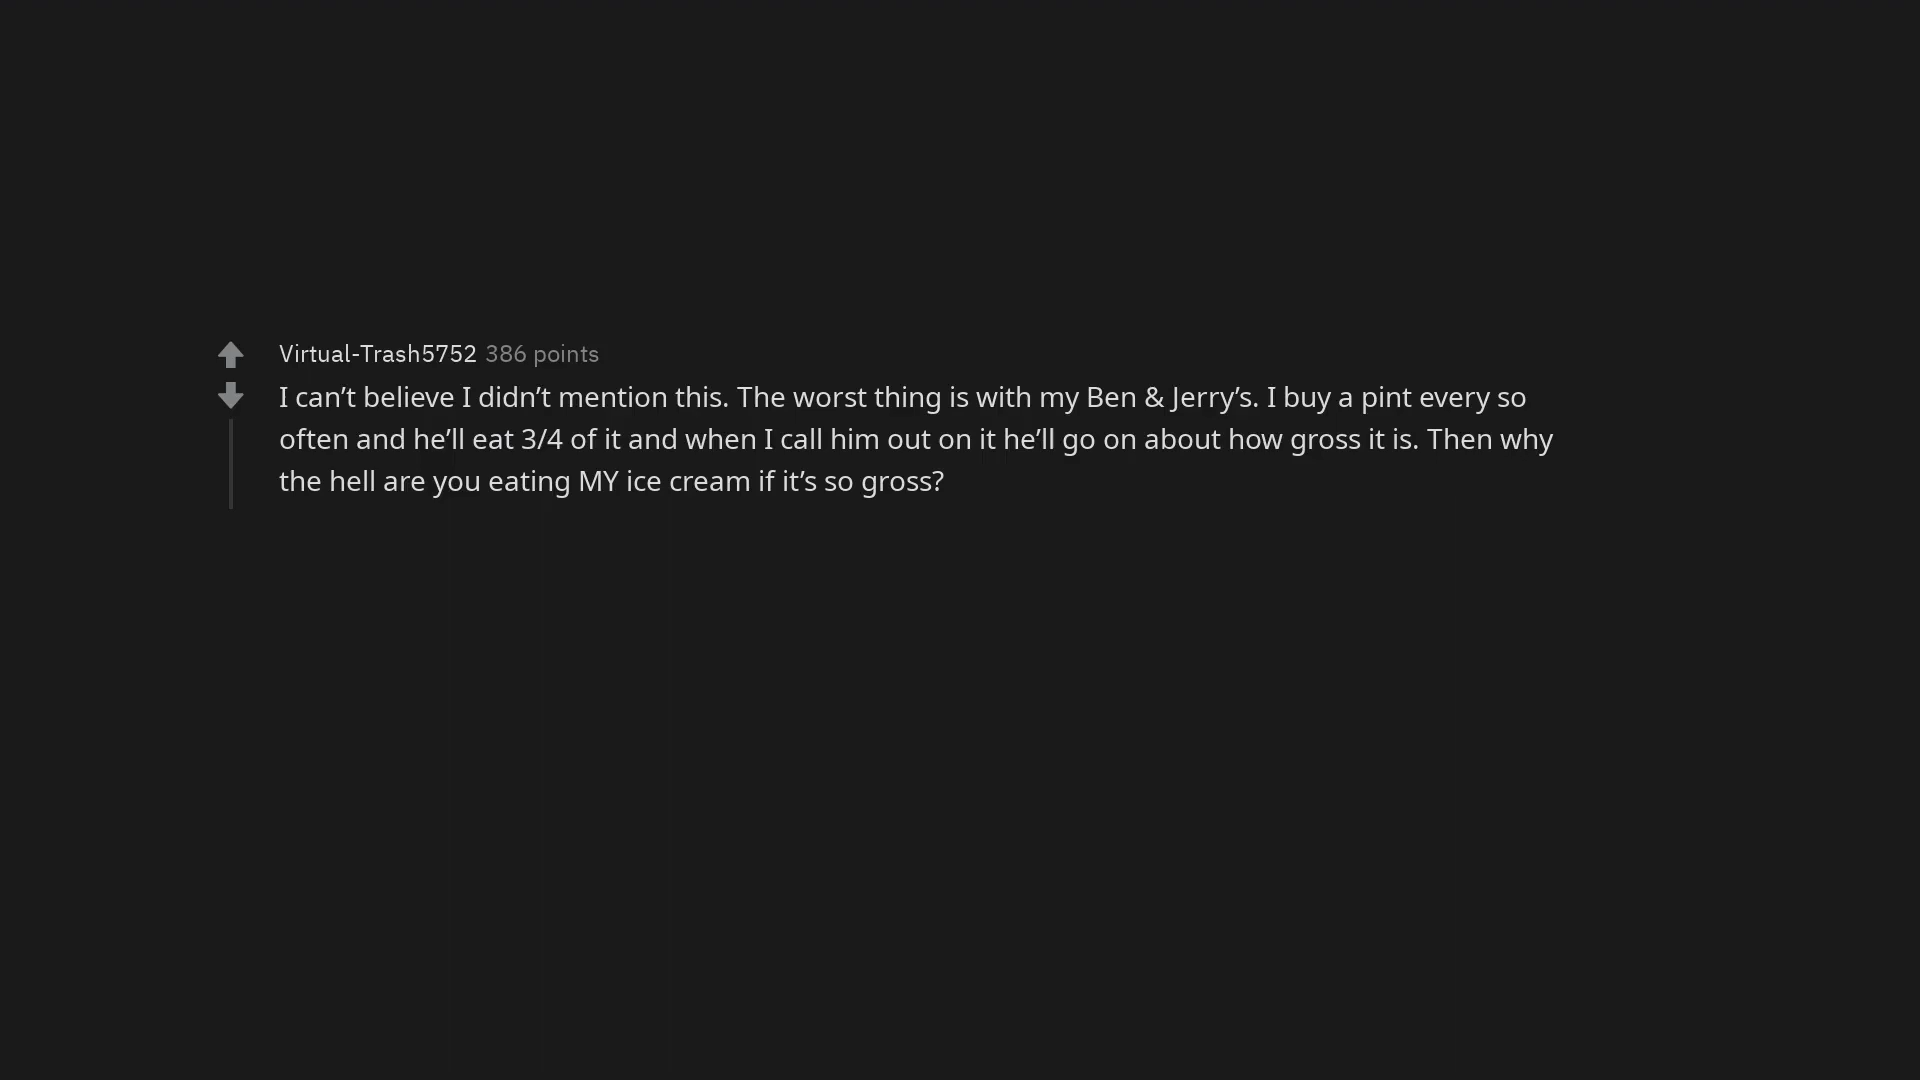 Virtual-Trash5752 386 points
I can’t believe I didn’t mention this. The worst thing is with my Ben & Jerry’s. I buy a pint every so
often and he’ll eat 3/4 of it and when I call him out on it he’ll go on about how gross it is. Then why
the hell are you eating MY ice cream if it’s so gross?